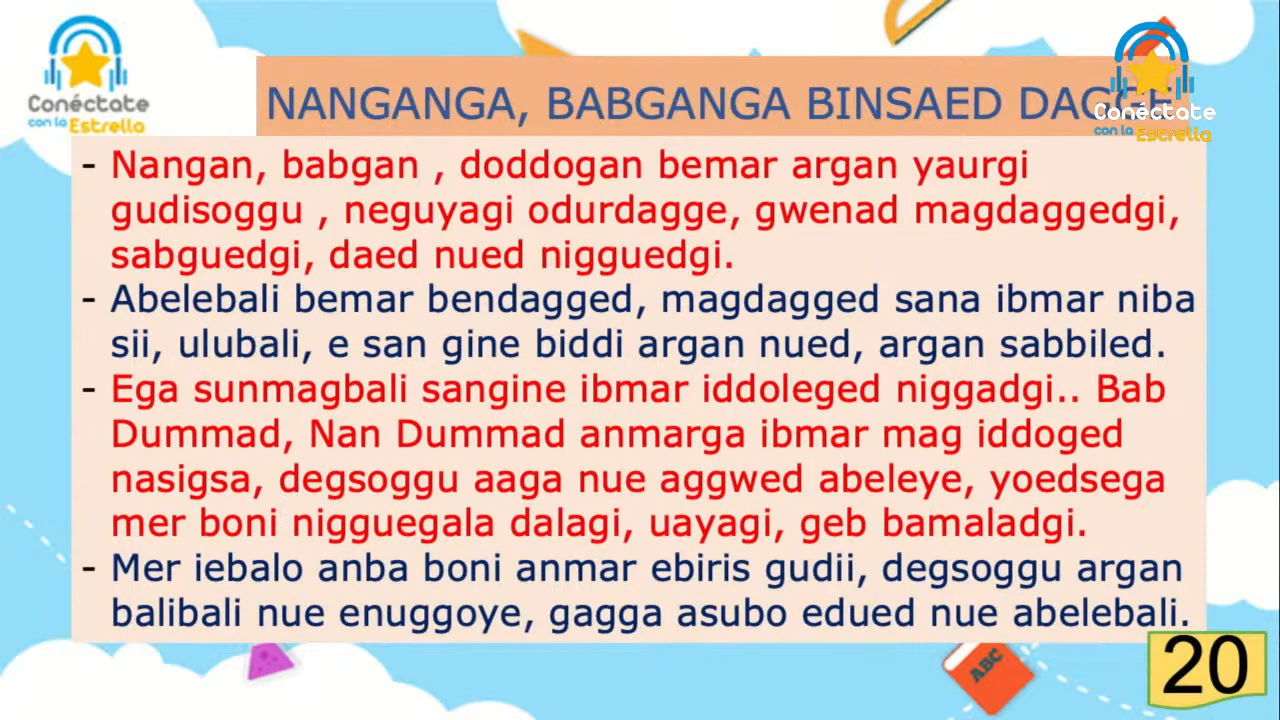 Conéctate
con la Estrella
NANGANGA, BABGANGA BINSAED
Conéctate
con la Estrella
- Nangan, babgan , doddogan bemar argan yaurgi
gudisoggu , neguyagi odurdagge, gwenad magdaggedgi,
sabguedgi, daed nued nigguedgi.
- Abelebali bemar bendagged, magdagged sana ibmar niba
sii, ulubali, e san gine biddi argan nued, argan sabbiled.
- Ega sunmagbali sangine ibmar iddoleged niggadgi.. Bab
Dummad, Nan Dummad anmarga ibmar mag iddoged
nasigsa, degsoggu aaga nue aggwed abeleye, yoedsega
mer boni nigguegala dalagi, uayagi, geb bamaladgi.
- Mer iebalo anba boni anmar ebiris gudii, degsoggu argan
balibali nue enuggoye, gagga asubo edued nue abelebali.
ABC
20